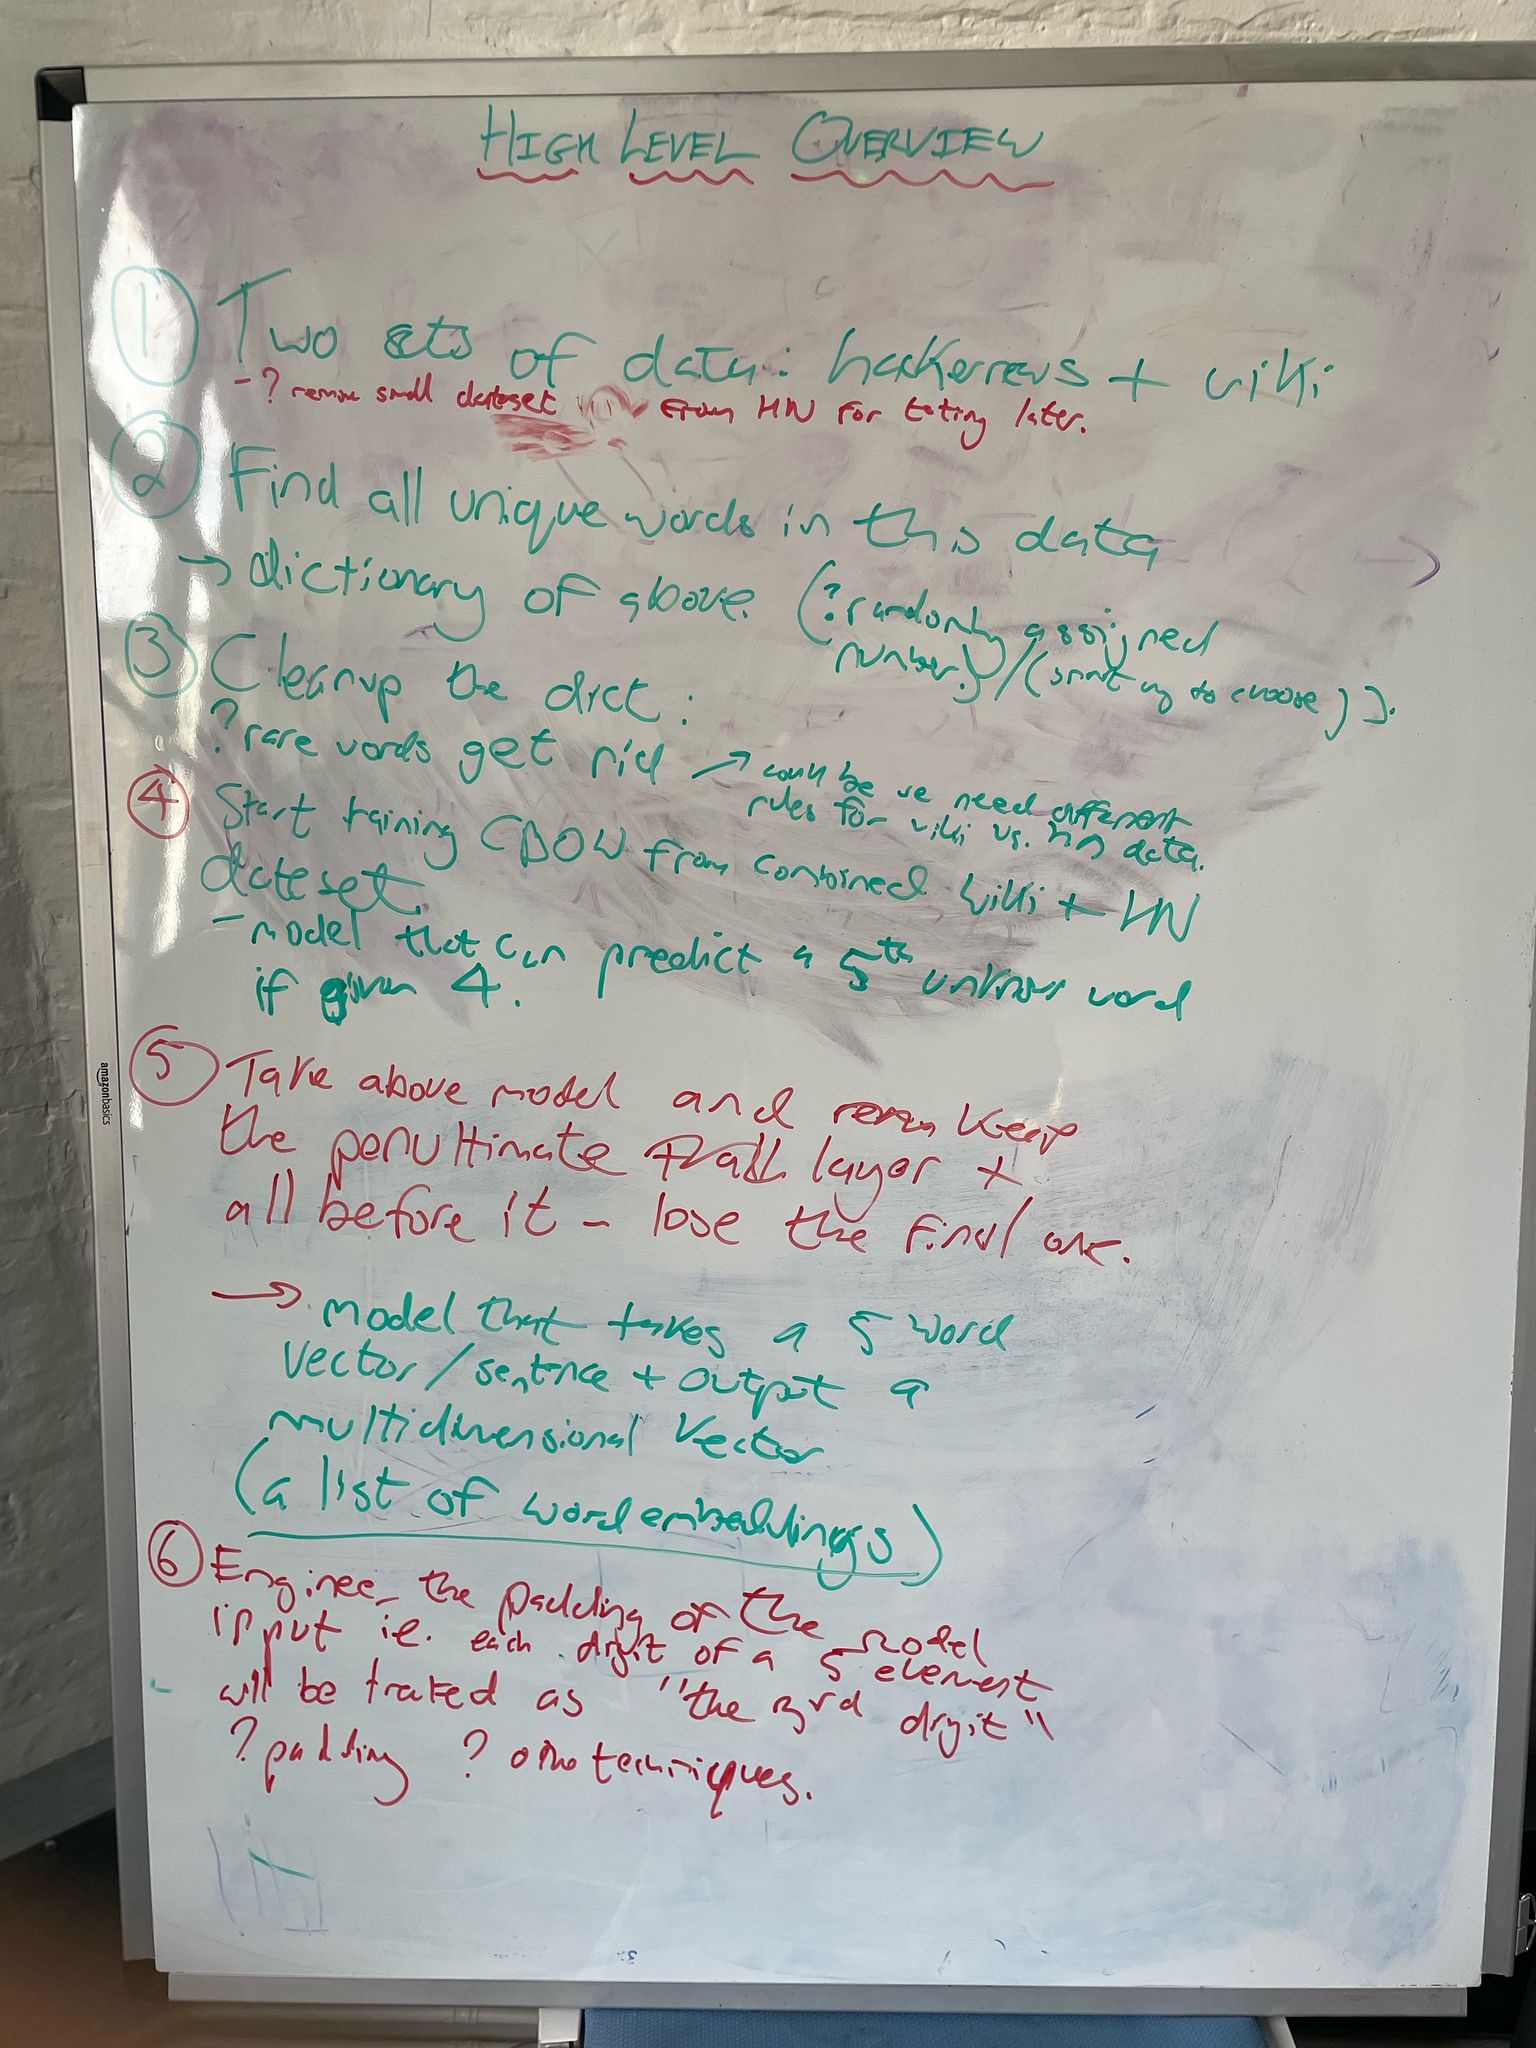 HIGH LEVEL OVERVIEW
1 Two sets of data: hackernews + wiki
- ? remove small dataset from HN for testing later.
2 Find all unique words in this data
→ dictionary of above (? randomly assigned
number) / (smart way to choose)).
3 Cleanup the dict:
? rare words get rid → could be we need different
rules for wiki vs. hn data.
4 Start training CBOW from combined wiki + HN
dataset
- model that can predict a 5th unknown word
if given 4.
5 Take above model and keep
the penultimate layer +
all before it - lose the final one.
→ model that takes a 5 word
vector/sentence + output a
multidimensional vector
(a list of word embeddings)
6 Engineer the padding of the model
input ie. each digit of a 5 element
will be trated as "the 3rd digit"
? padding ? other techniques.
amazonbasics